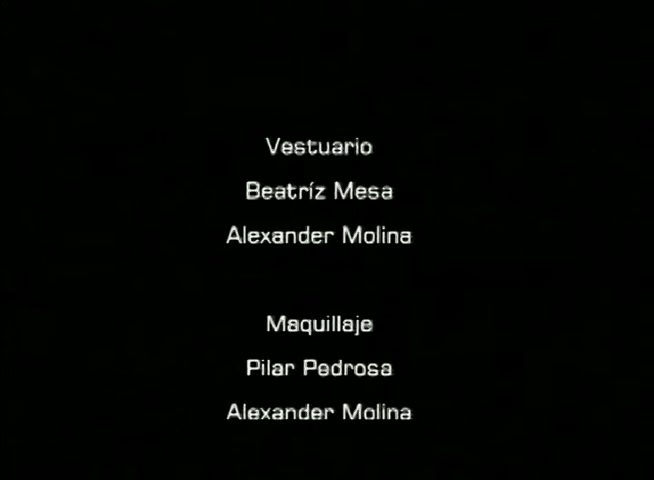 Vestuario
Beatríz Mesa
Alexander Molina
Maquillaje
Pilar Pedrosa
Alexander Molina